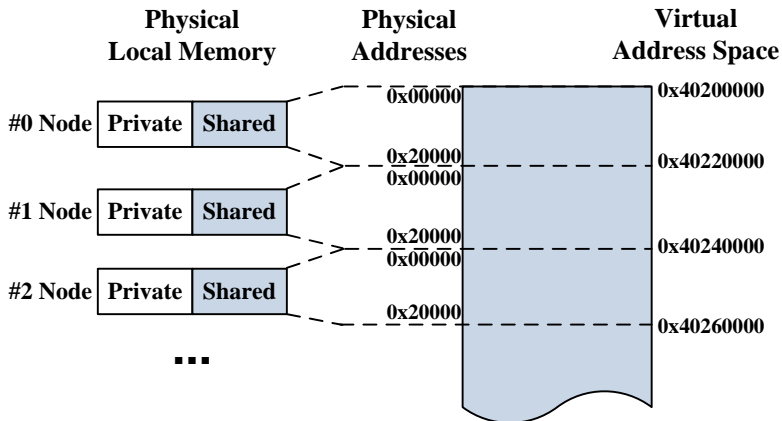 Physical
Local Memory
Physical
Addresses
Virtual
Address Space
0x00000
0x40200000
#0 Node
Private
Shared
0x20000
0x40220000
0x00000
#1 Node
Private
Shared
0x20000
0x40240000
0x00000
#2 Node
Private
Shared
0x20000
0x40260000
...